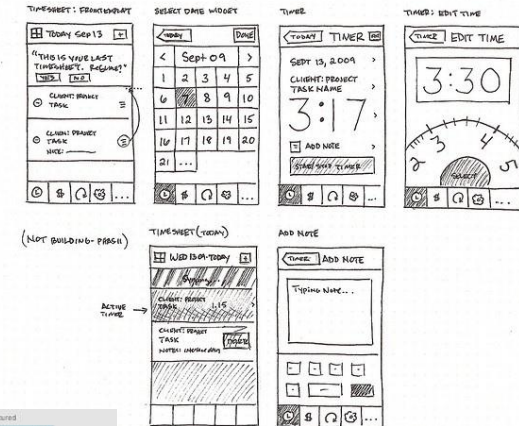 TIMESHEET: FRONT
SELECT DATE WIDGET
TIMER
TIMER: EDIT TIME
TODAY SEP 13 +
"THIS IS YOUR LAST
TIMESHEET. RESUME?"
YES NO
CLIENT: PROJECT
TASK
CLIENT: PROJECT
TASK
NOTE:
TODAY DONE
< Sept 09 >
1 2 3 4 5
6 7 8 9 10
11 12 13 14 15
16 17 18 19 20
21 ...
$ ...
TODAY TIMER
SEPT 13, 2009 >
CLIENT: PROJECT
TASK NAME >
3:17 >
ADD NOTE >
TIMER
$ ...
TIMER EDIT TIME
3:30
2 3 4 5
SELECT
$
(NOT BUILDING - PHASE II)
TIMESHEET (TODAY)
ADD NOTE
WED 13 09 - TODAY +
Syncing...
ACTIVE
TIMER
CLIENT: PROJECT
TASK 1.15 >
CLIENT: PROJECT
TASK
NOTES:
TIMER ADD NOTE
TYPING NOTE...
$ ...